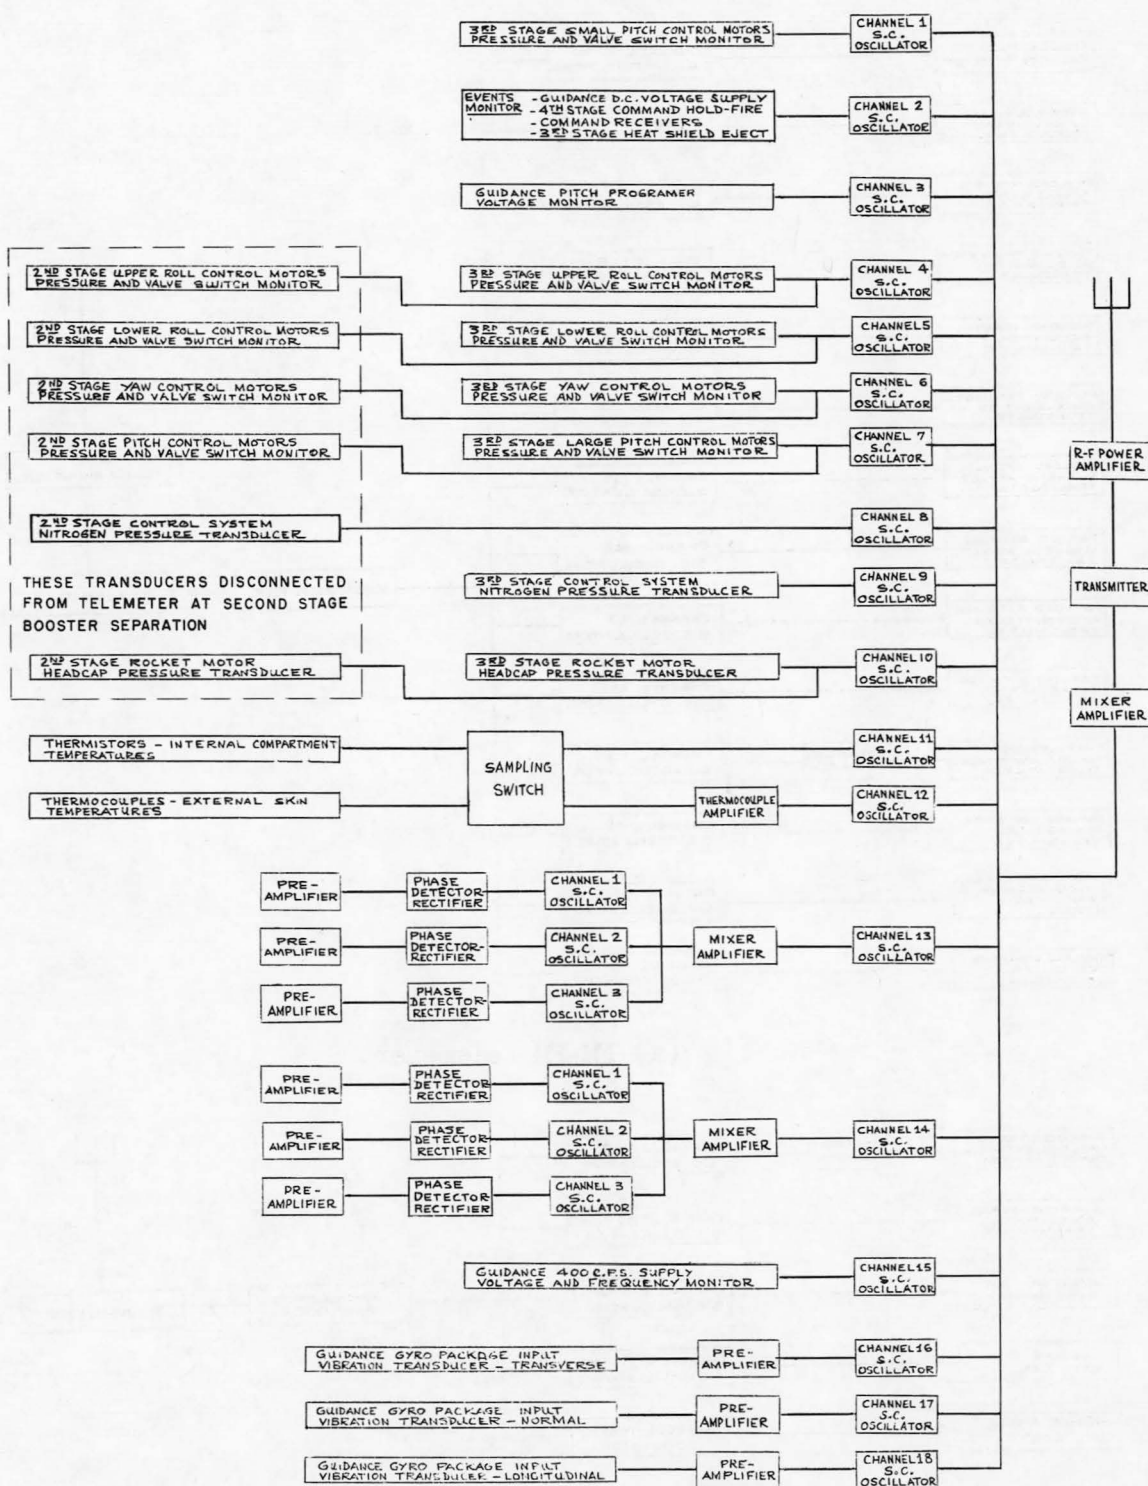 3RD STAGE SMALL PITCH CONTROL MOTORS
PRESSURE AND VALVE SWITCH MONITOR
CHANNEL 1
S.C.
OSCILLATOR
EVENTS - GUIDANCE D.C. VOLTAGE SUPPLY
MONITOR - 4TH STAGE COMMAND HOLD-FIRE
- COMMAND RECEIVERS
- 3RD STAGE HEAT SHIELD EJECT
CHANNEL 2
S.C.
OSCILLATOR
GUIDANCE PITCH PROGRAMER
VOLTAGE MONITOR
CHANNEL 3
S.C.
OSCILLATOR
2ND STAGE UPPER ROLL CONTROL MOTORS
PRESSURE AND VALVE SWITCH MONITOR
3RD STAGE UPPER ROLL CONTROL MOTORS
PRESSURE AND VALVE SWITCH MONITOR
CHANNEL 4
S.C.
OSCILLATOR
2ND STAGE LOWER ROLL CONTROL MOTORS
PRESSURE AND VALVE SWITCH MONITOR
3RD STAGE LOWER ROLL CONTROL MOTORS
PRESSURE AND VALVE SWITCH MONITOR
CHANNEL 5
S.C.
OSCILLATOR
2ND STAGE YAW CONTROL MOTORS
PRESSURE AND VALVE SWITCH MONITOR
3RD STAGE YAW CONTROL MOTORS
PRESSURE AND VALVE SWITCH MONITOR
CHANNEL 6
S.C.
OSCILLATOR
2ND STAGE PITCH CONTROL MOTORS
PRESSURE AND VALVE SWITCH MONITOR
3RD STAGE LARGE PITCH CONTROL MOTORS
PRESSURE AND VALVE SWITCH MONITOR
CHANNEL 7
S.C.
OSCILLATOR
R-F POWER
AMPLIFIER
2ND STAGE CONTROL SYSTEM
NITROGEN PRESSURE TRANSDUCER
CHANNEL 8
S.C.
OSCILLATOR
THESE TRANSDUCERS DISCONNECTED
FROM TELEMETER AT SECOND STAGE
BOOSTER SEPARATION
3RD STAGE CONTROL SYSTEM
NITROGEN PRESSURE TRANSDUCER
CHANNEL 9
S.C.
OSCILLATOR
TRANSMITTER
2ND STAGE ROCKET MOTOR
HEADCAP PRESSURE TRANSDUCER
3RD STAGE ROCKET MOTOR
HEADCAP PRESSURE TRANSDUCER
CHANNEL 10
S.C.
OSCILLATOR
MIXER
AMPLIFIER
THERMISTORS - INTERNAL COMPARTMENT
TEMPERATURES
SAMPLING
SWITCH
CHANNEL 11
S.C.
OSCILLATOR
THERMOCOUPLES - EXTERNAL SKIN
TEMPERATURES
THERMOCOUPLE
AMPLIFIER
CHANNEL 12
S.C.
OSCILLATOR
PRE-
AMPLIFIER
PHASE
DETECTOR-
RECTIFIER
CHANNEL 1
S.C.
OSCILLATOR
PRE-
AMPLIFIER
PHASE
DETECTOR-
RECTIFIER
CHANNEL 2
S.C.
OSCILLATOR
MIXER
AMPLIFIER
CHANNEL 13
S.C.
OSCILLATOR
PRE-
AMPLIFIER
PHASE
DETECTOR-
RECTIFIER
CHANNEL 3
S.C.
OSCILLATOR
PRE-
AMPLIFIER
PHASE
DETECTOR
RECTIFIER
CHANNEL 1
S.C.
OSCILLATOR
PRE-
AMPLIFIER
PHASE
DETECTOR-
RECTIFIER
CHANNEL 2
S.C.
OSCILLATOR
MIXER
AMPLIFIER
CHANNEL 14
S.C.
OSCILLATOR
PRE-
AMPLIFIER
PHASE
DETECTOR
RECTIFIER
CHANNEL 3
S.C.
OSCILLATOR
GUIDANCE 400 C.P.S. SUPPLY
VOLTAGE AND FREQUENCY MONITOR
CHANNEL 15
S.C.
OSCILLATOR
GUIDANCE GYRO PACKAGE INPUT
VIBRATION TRANSDUCER - TRANSVERSE
PRE-
AMPLIFIER
CHANNEL 16
S.C.
OSCILLATOR
GUIDANCE GYRO PACKAGE INPUT
VIBRATION TRANSDUCER - NORMAL
PRE-
AMPLIFIER
CHANNEL 17
S.C.
OSCILLATOR
GUIDANCE GYRO PACKAGE INPUT
VIBRATION TRANSDUCER - LONGITUDINAL
PRE-
AMPLIFIER
CHANNEL 18
S.C.
OSCILLATOR